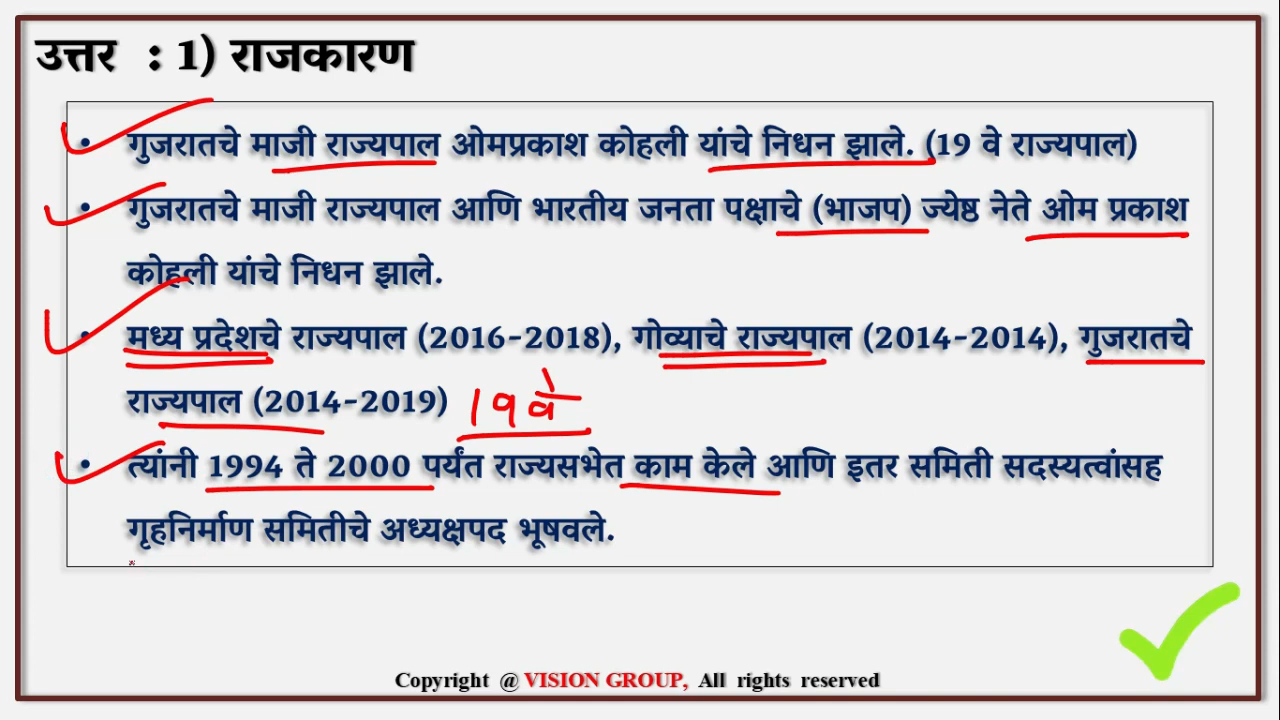 उत्तर : 1) राजकारण
• गुजरातचे माजी राज्यपाल ओमप्रकाश कोहली यांचे निधन झाले. (19 वे राज्यपाल)
• गुजरातचे माजी राज्यपाल आणि भारतीय जनता पक्षाचे (भाजप) ज्येष्ठ नेते ओम प्रकाश
कोहली यांचे निधन झाले.
• मध्य प्रदेशचे राज्यपाल (2016-2018), गोव्याचे राज्यपाल (2014-2014), गुजरातचे
राज्यपाल (2014-2019) 19 वे
• त्यांनी 1994 ते 2000 पर्यंत राज्यसभेत काम केले आणि इतर समिती सदस्यत्वांसह
गृहनिर्माण समितीचे अध्यक्षपद भूषवले.
Copyright @ VISION GROUP, All rights reserved